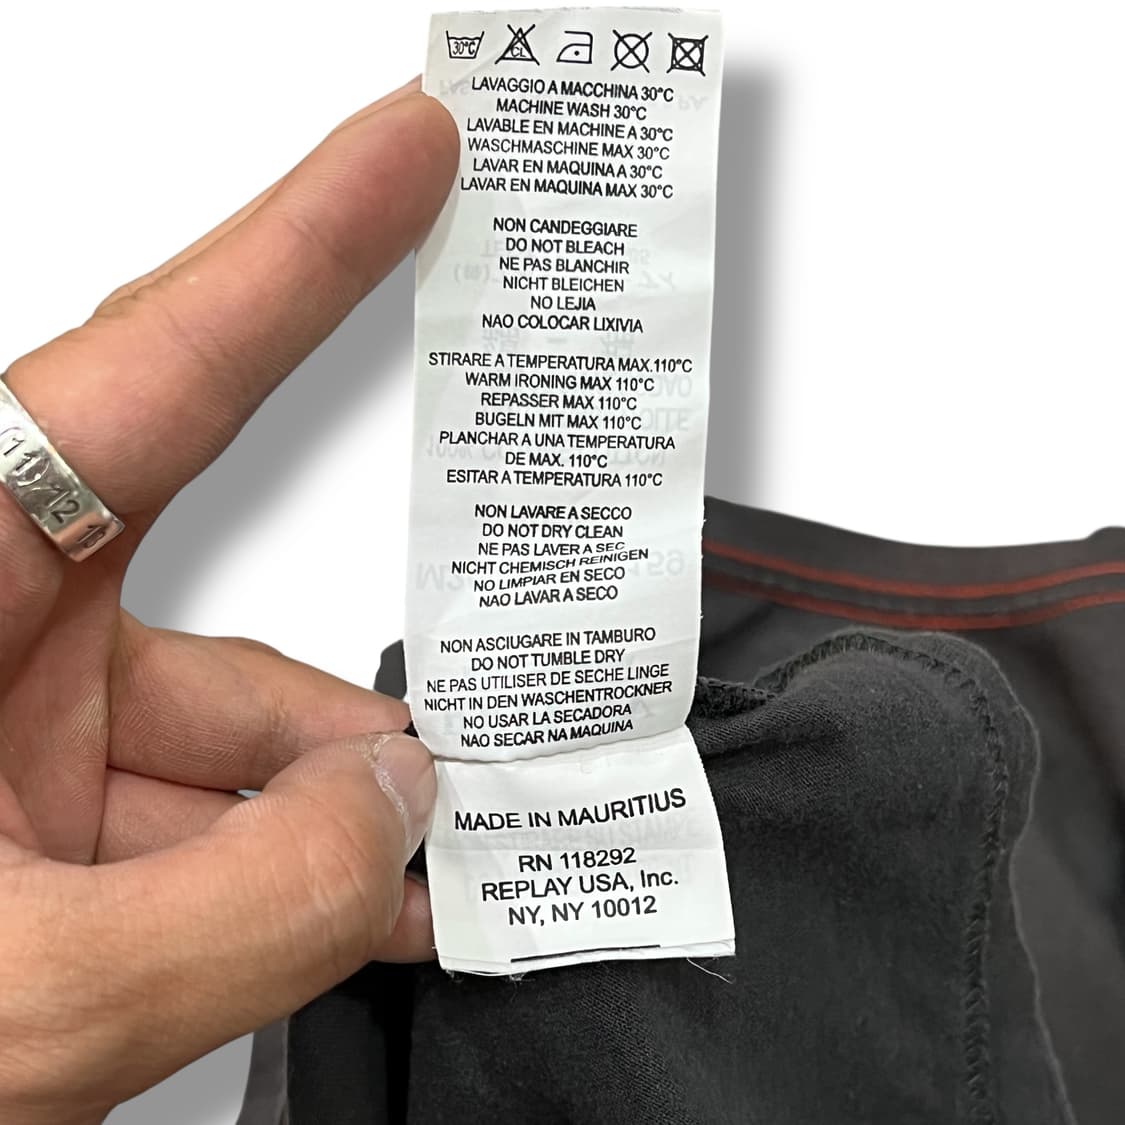 30°C CL
LAVAGGIO A MACCHINA 30°C
MACHINE WASH 30°C
LAVABLE EN MACHINE A 30°C
WASCHMASCHINE MAX 30°C
LAVAR EN MAQUINA A 30°C
LAVAR EN MAQUINA MAX 30°C
NON CANDEGGIARE
DO NOT BLEACH
NE PAS BLANCHIR
NICHT BLEICHEN
NO LEJIA
NAO COLOCAR LIXIVIA
STIRARE A TEMPERATURA MAX.110°C
WARM IRONING MAX 110°C
REPASSER MAX 110°C
BUGELN MIT MAX 110°C
PLANCHAR A UNA TEMPERATURA
DE MAX. 110°C
ESITAR A TEMPERATURA 110°C
NON LAVARE A SECCO
DO NOT DRY CLEAN
NE PAS LAVER A SEC
NICHT CHEMISCH REINIGEN
NO LIMPIAR EN SECO
NAO LAVAR A SECO
NON ASCIUGARE IN TAMBURO
DO NOT TUMBLE DRY
NE PAS UTILISER DE SECHE LINGE
NICHT IN DEN WASCHENTROCKNER
NO USAR LA SECADORA
NAO SECAR NA MAQUINA
MADE IN MAURITIUS
RN 118292
REPLAY USA, Inc.
NY, NY 10012